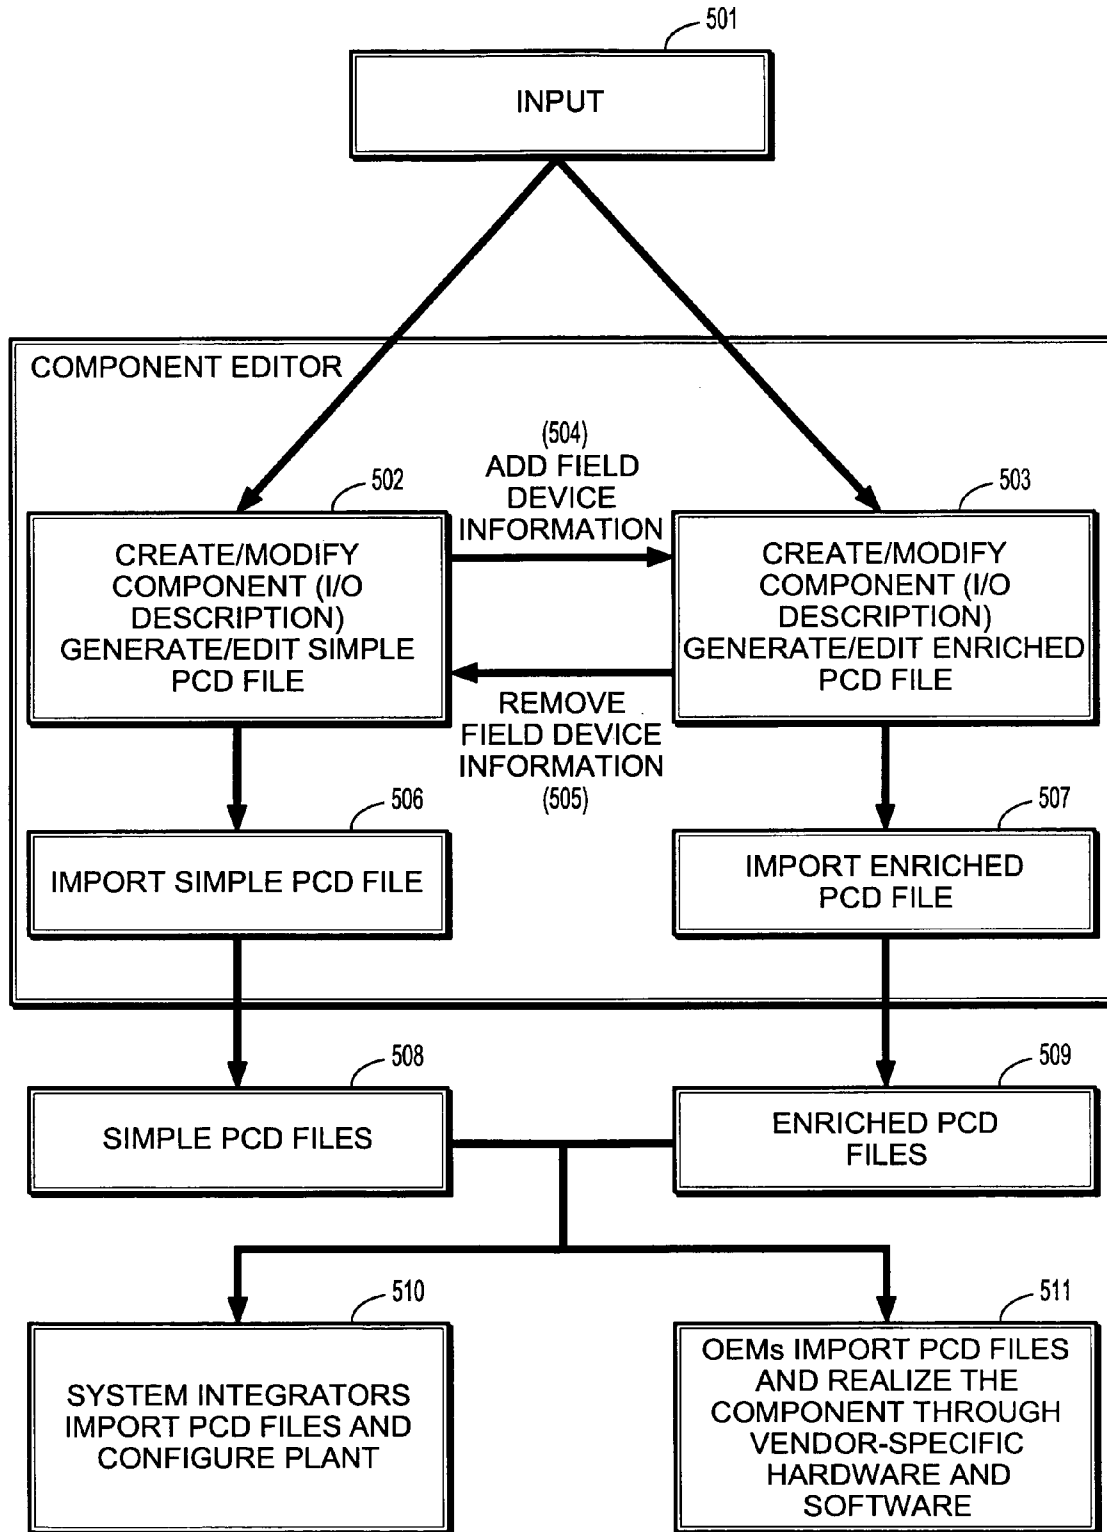 501
INPUT
COMPONENT EDITOR
(504)
ADD FIELD
DEVICE
INFORMATION
502
CREATE/MODIFY
COMPONENT (I/O
DESCRIPTION)
GENERATE/EDIT SIMPLE
PCD FILE
503
CREATE/MODIFY
COMPONENT (I/O
DESCRIPTION)
GENERATE/EDIT ENRICHED
PCD FILE
REMOVE
FIELD DEVICE
INFORMATION
(505)
506
IMPORT SIMPLE PCD FILE
507
IMPORT ENRICHED
PCD FILE
508
SIMPLE PCD FILES
509
ENRICHED PCD
FILES
510
SYSTEM INTEGRATORS
IMPORT PCD FILES AND
CONFIGURE PLANT
511
OEMs IMPORT PCD FILES
AND REALIZE THE
COMPONENT THROUGH
VENDOR-SPECIFIC
HARDWARE AND
SOFTWARE